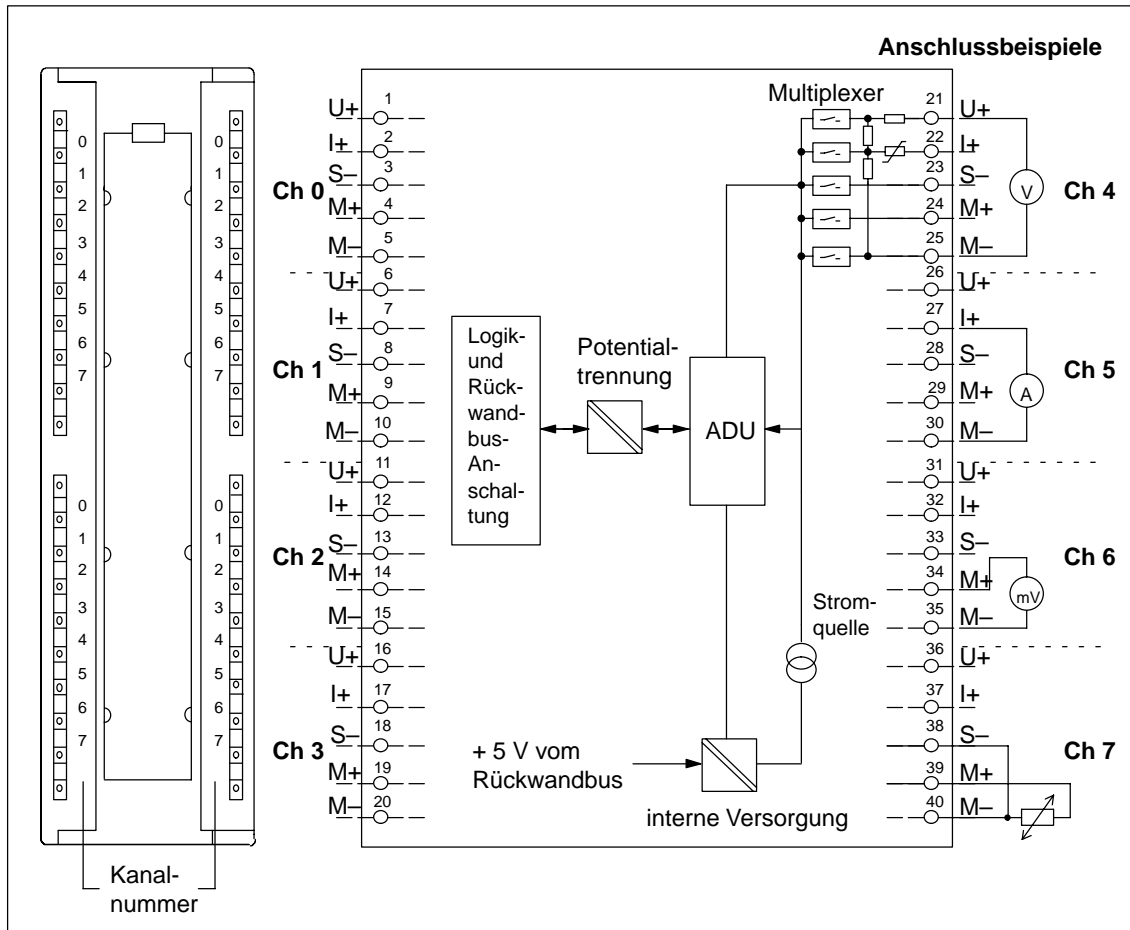 Anschlussbeispiele
0
1
2
3
4
5
6
7
0
1
2
3
4
5
6
7
0
1
2
3
4
5
6
7
0
1
2
3
4
5
6
7
Kanal-
nummer
Ch 0
U+ 1
I+ 2
S– 3
M+ 4
M– 5
Ch 1
U+ 6
I+ 7
S– 8
M+ 9
M– 10
Ch 2
U+ 11
I+ 12
S– 13
M+ 14
M– 15
Ch 3
U+ 16
I+ 17
S– 18
M+ 19
M– 20
Multiplexer
Logik-
und
Rück-
wand-
bus-
An-
schal-
tung
Potential-
trennung
ADU
Strom-
quelle
+ 5 V vom
Rückwandbus
interne Versorgung
21 U+
22 I+
23 S–
24 M+
25 M–
V
Ch 4
26 U+
27 I+
28 S–
29 M+
30 M–
A
Ch 5
31 U+
32 I+
33 S–
34 M+
35 M–
mV
Ch 6
36 U+
37 I+
38 S–
39 M+
40 M–
Ch 7